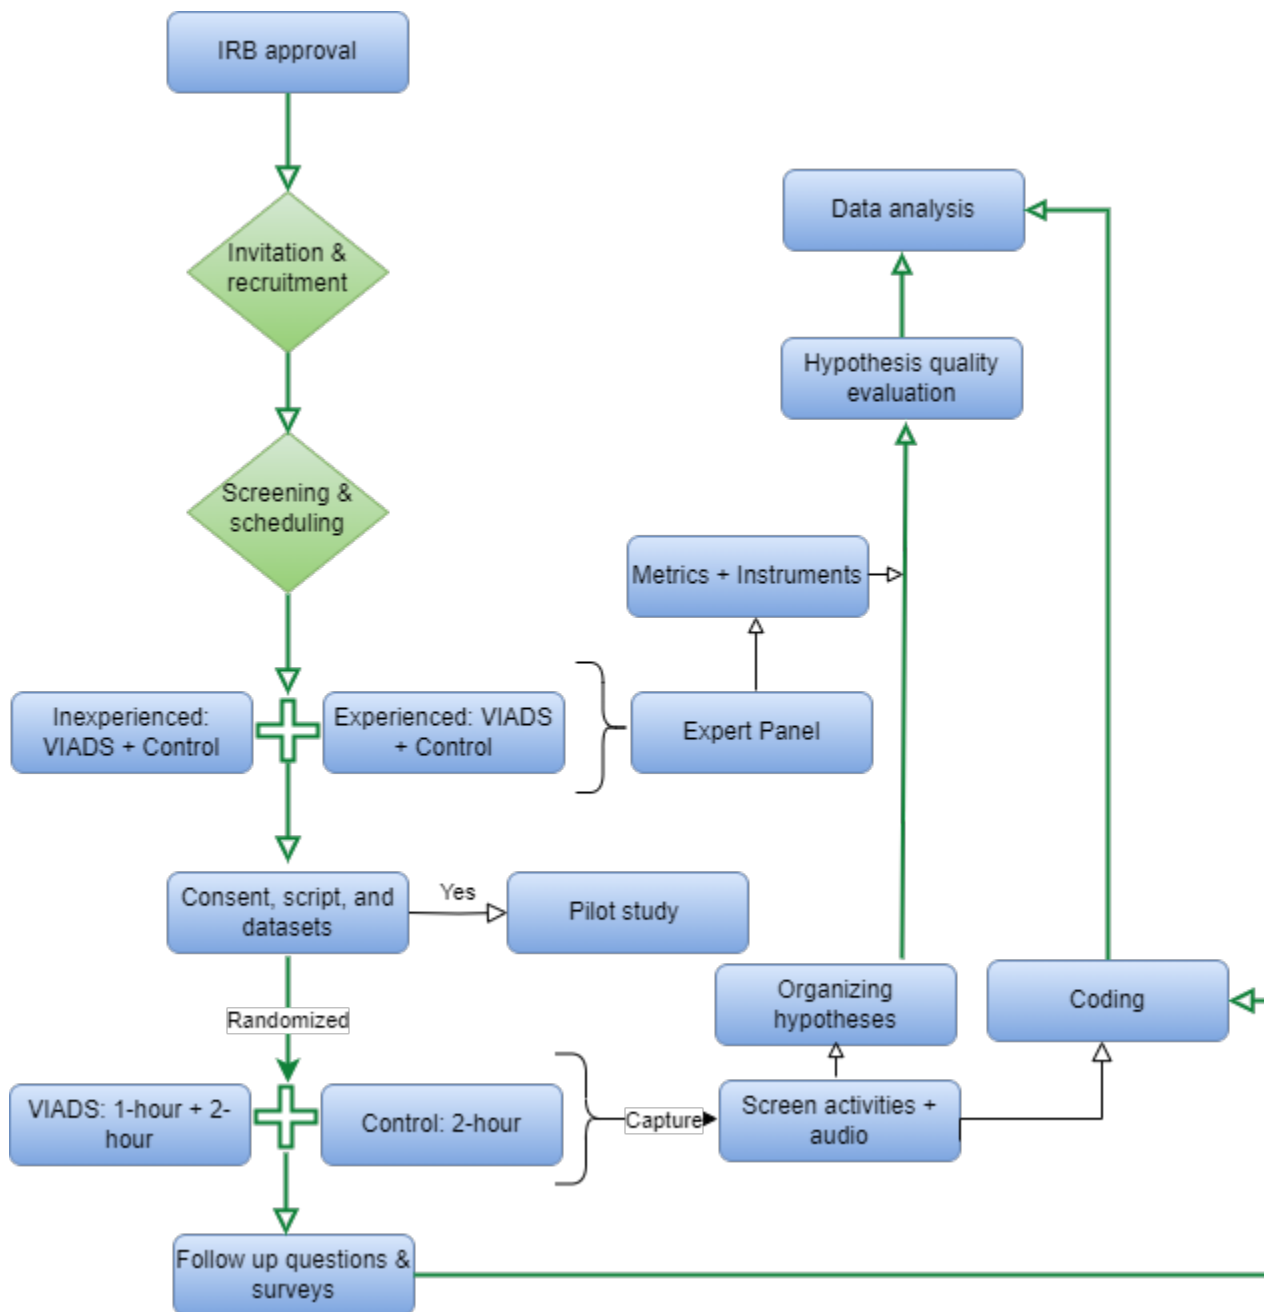 IRB approval
Invitation &
recruitment
Screening &
scheduling
Inexperienced:
VIADS + Control
Experienced: VIADS
+ Control
Expert Panel
Metrics + Instruments
Hypothesis quality
evaluation
Data analysis
Consent, script, and
datasets
Yes
Pilot study
Randomized
VIADS: 1-hour + 2-
hour
Control: 2-hour
Capture
Screen activities +
audio
Organizing
hypotheses
Coding
Follow up questions &
surveys